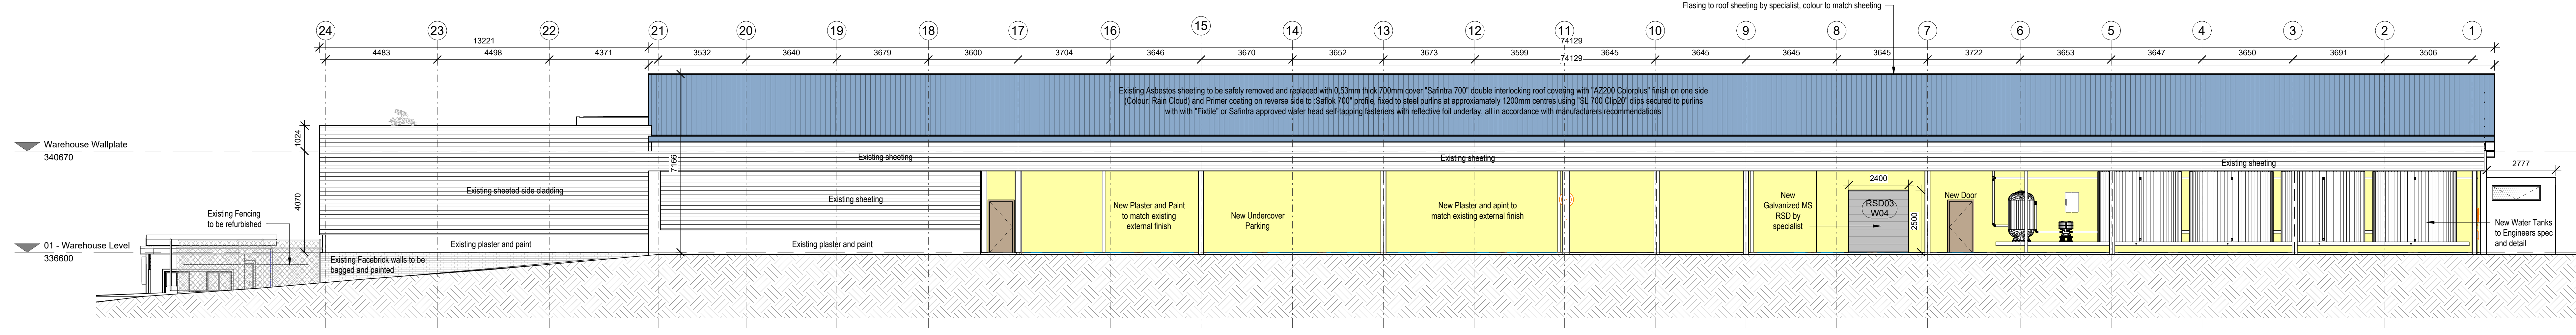 Flasing to roof sheeting by specialist, colour to match sheeting
24
23
22
21
20
19
18
17
16
15
14
13
12
11
10
9
8
7
6
5
4
3
2
1
13221
74129
4483
4498
4371
3532
3640
3679
3600
3704
3646
3670
3652
3673
3599
3645
3645
3645
3645
3722
3653
3647
3650
3691
3506
74129
Existing Asbestos sheeting to be safely removed and replaced with 0,53mm thick 700mm cover "Safintra 700" double interlocking roof covering with "AZ200 Colorplus" finish on one side
(Colour: Rain Cloud) and Primer coating on reverse side to :Saflok 700" profile, fixed to steel purlins at approxiamately 1200mm centres using "SL 700 Clip20" clips secured to purlins
with with "Fixtile" or Safintra approved wafer head self-tapping fasteners with reflective foil underlay, all in accordance with manufacturers recommendations
Warehouse Wallplate
340670
1024
7166
4070
Existing sheeting
Existing sheeting
Existing sheeting
2777
Existing sheeted side cladding
Existing sheeting
2400
RSD03
W04
2500
New Door
New Plaster and Paint
to match existing
external finish
New Undercover
Parking
New Plaster and apint to
match existing external finish
New
Galvanized MS
RSD by
specialist
Existing Fencing
to be refurbished
New Water Tanks
to Engineers spec
and detail
01 - Warehouse Level
336600
Existing plaster and paint
Existing plaster and paint
Existing Facebrick walls to be
bagged and painted